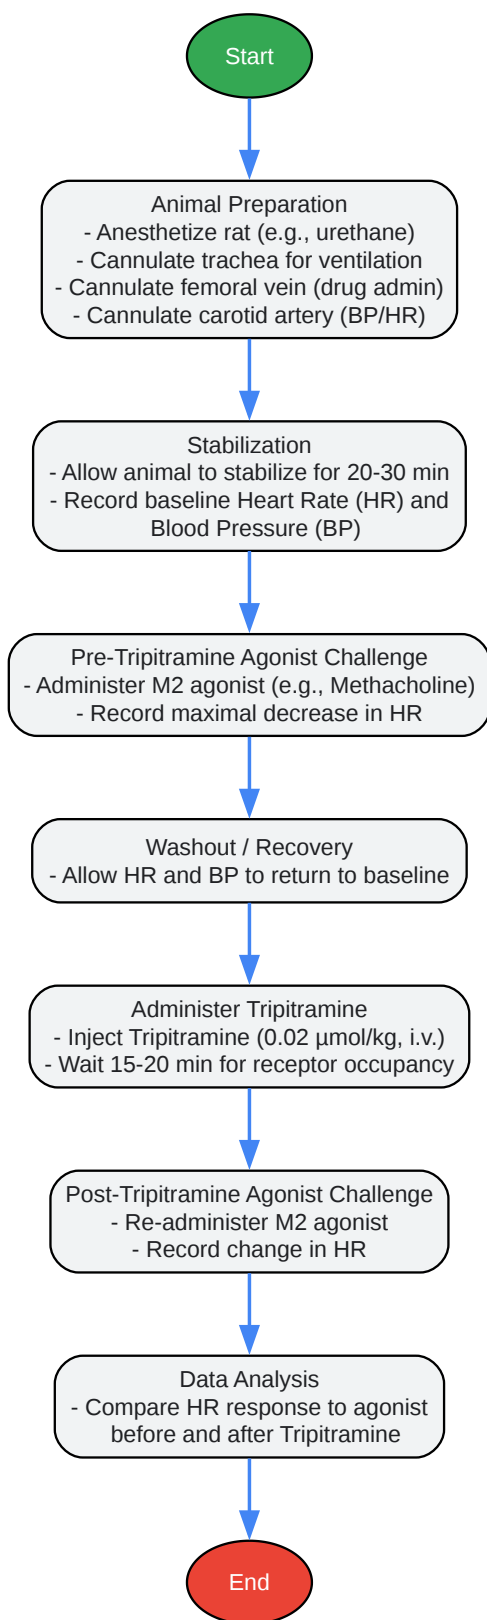 Start
Animal Preparation
- Anesthetize rat (e.g., urethane)
- Cannulate trachea for ventilation
- Cannulate femoral vein (drug admin)
- Cannulate carotid artery (BP/HR)
Stabilization
- Allow animal to stabilize for 20-30 min
- Record baseline Heart Rate (HR) and
Blood Pressure (BP)
Pre-Tripitramine Agonist Challenge
- Administer M2 agonist (e.g., Methacholine)
- Record maximal decrease in HR
Washout / Recovery
- Allow HR and BP to return to baseline
Administer Tripitramine
- Inject Tripitramine (0.02 µmol/kg, i.v.)
- Wait 15-20 min for receptor occupancy
Post-Tripitramine Agonist Challenge
- Re-administer M2 agonist
- Record change in HR
Data Analysis
- Compare HR response to agonist
before and after Tripitramine
End